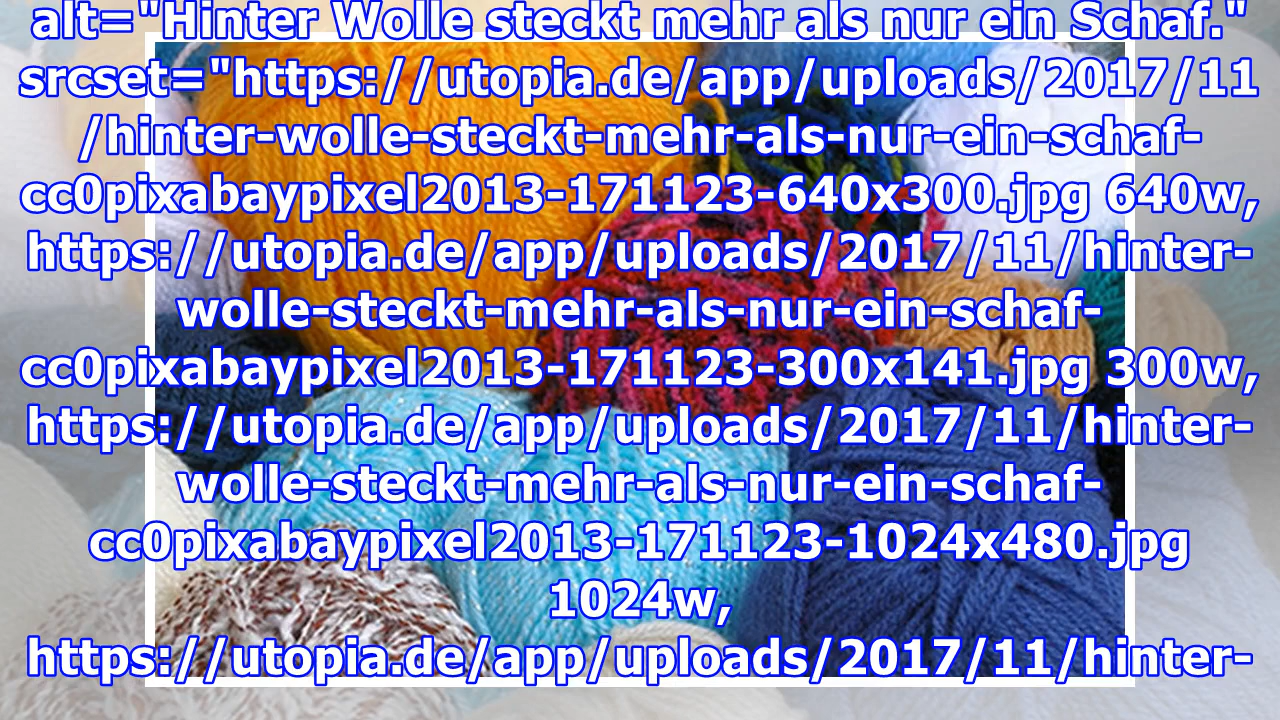 alt="Hinter Wolle steckt mehr als nur ein Schaf."
srcset="https://utopia.de/app/uploads/2017/11
/hinter-wolle-steckt-mehr-als-nur-ein-schaf-
cc0pixabaypixel2013-171123-640x300.jpg 640w,
https://utopia.de/app/uploads/2017/11/hinter-
wolle-steckt-mehr-als-nur-ein-schaf-
cc0pixabaypixel2013-171123-300x141.jpg 300w,
https://utopia.de/app/uploads/2017/11/hinter-
wolle-steckt-mehr-als-nur-ein-schaf-
cc0pixabaypixel2013-171123-1024x480.jpg
1024w,
https://utopia.de/app/uploads/2017/11/hinter-